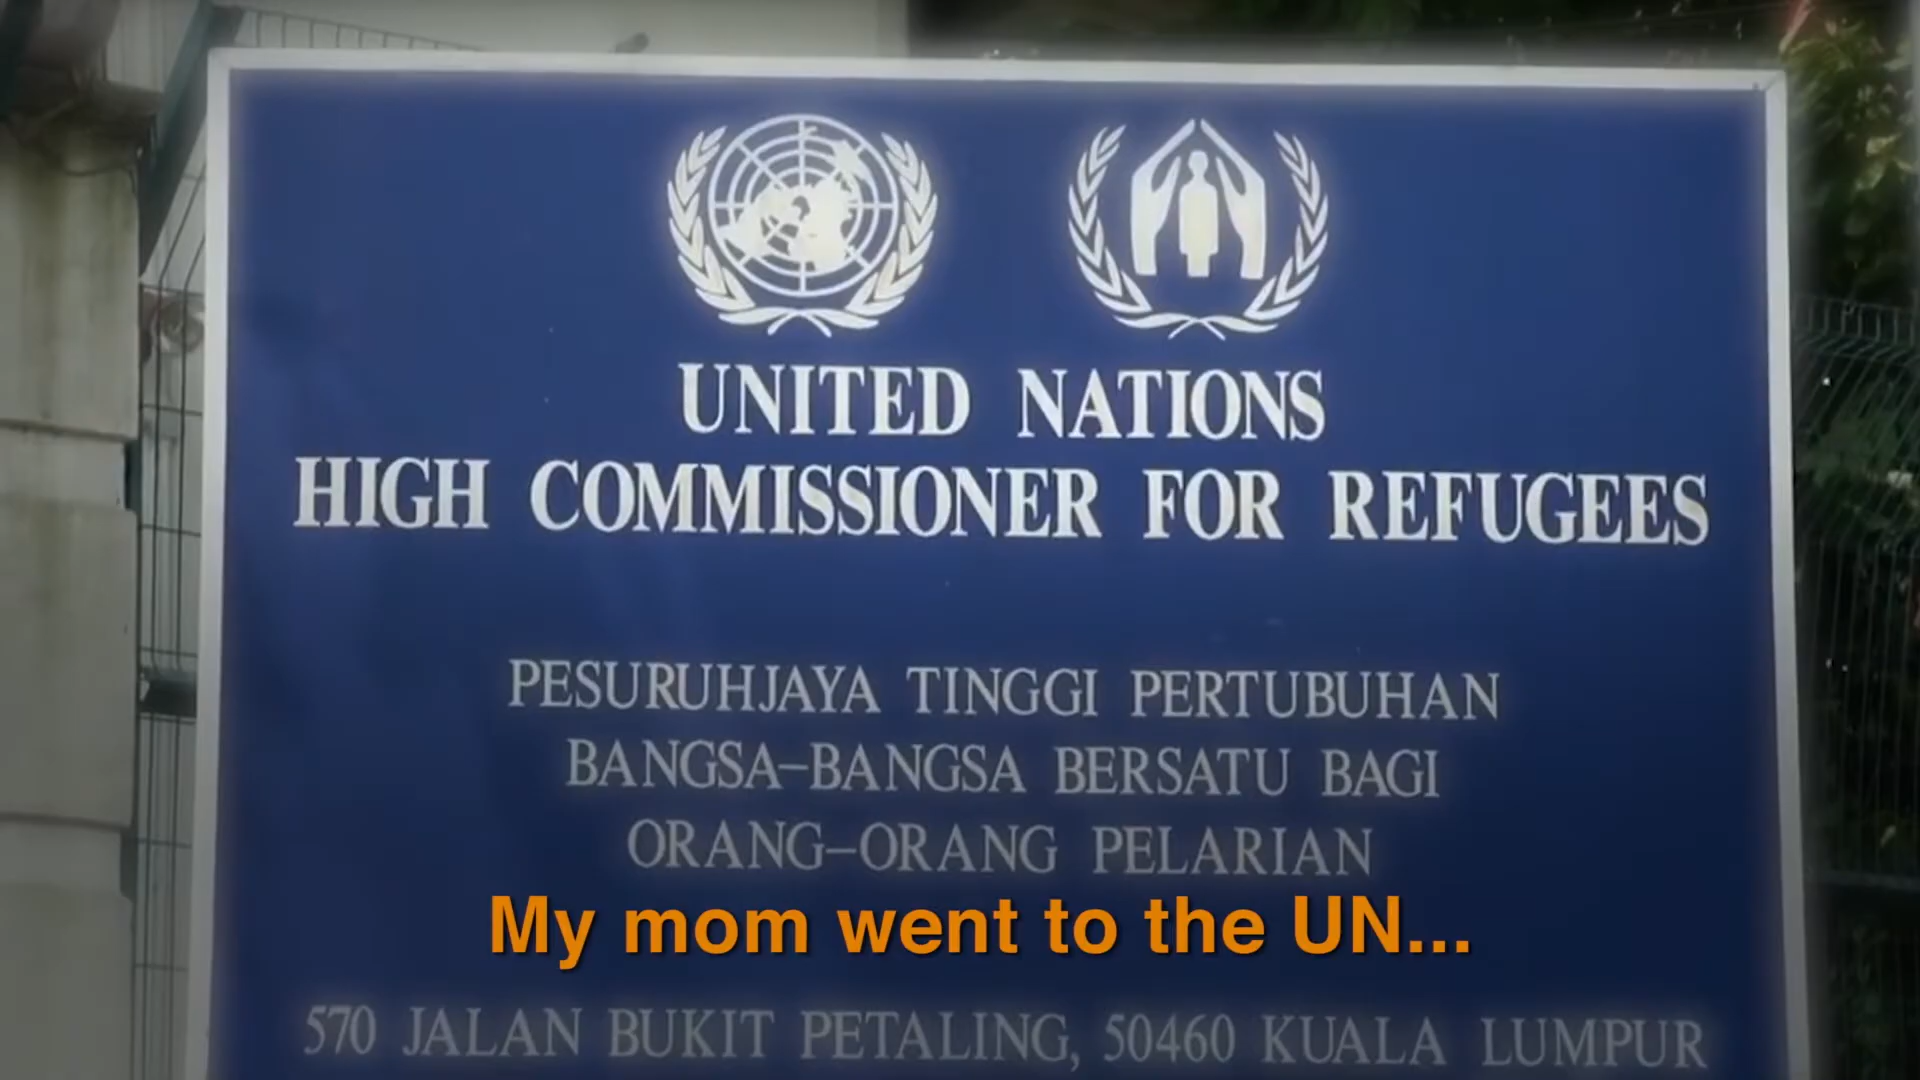 UNITED NATIONS
HIGH COMMISSIONER FOR REFUGEES
PESURUHJAYA TINGGI PERTUBUHAN
BANGSA-BANGSA BERSATU BAGI
ORANG-ORANG PELARIAN
My mom went to the UN...
570 JALAN BUKIT PETALING, 50460 KUALA LUMPUR